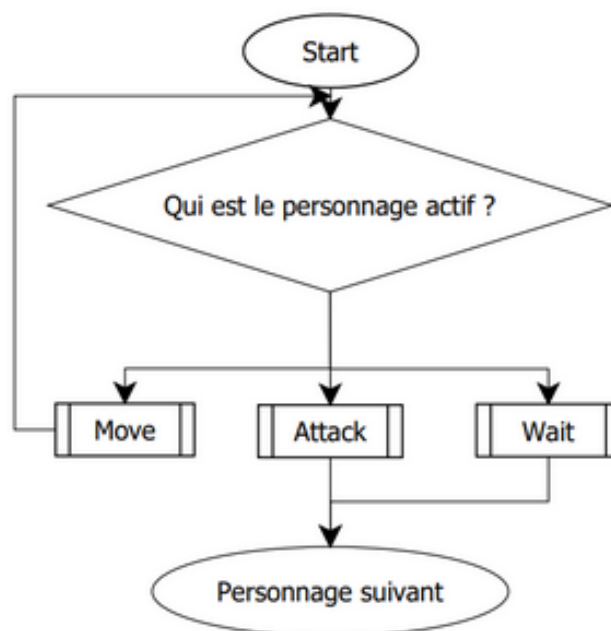 Start
Qui est le personnage actif ?
Move
Attack
Wait
Personnage suivant